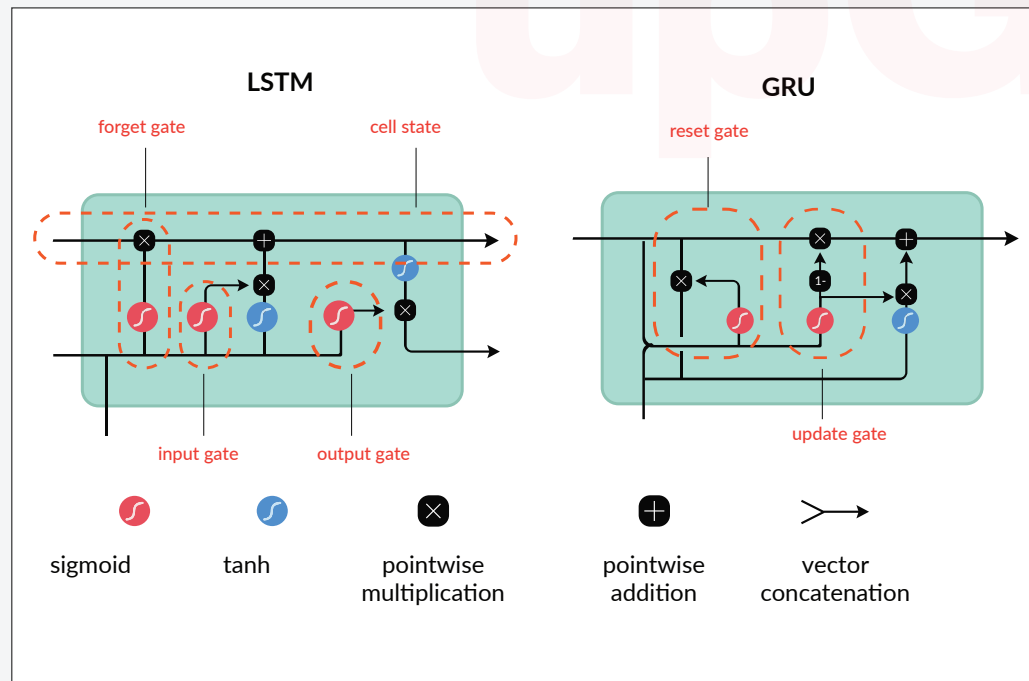 upG
LSTM
GRU
forget gate
cell state
reset gate
1-
input gate
output gate
update gate
sigmoid
tanh
pointwise
multiplication
pointwise
addition
vector
concatenation